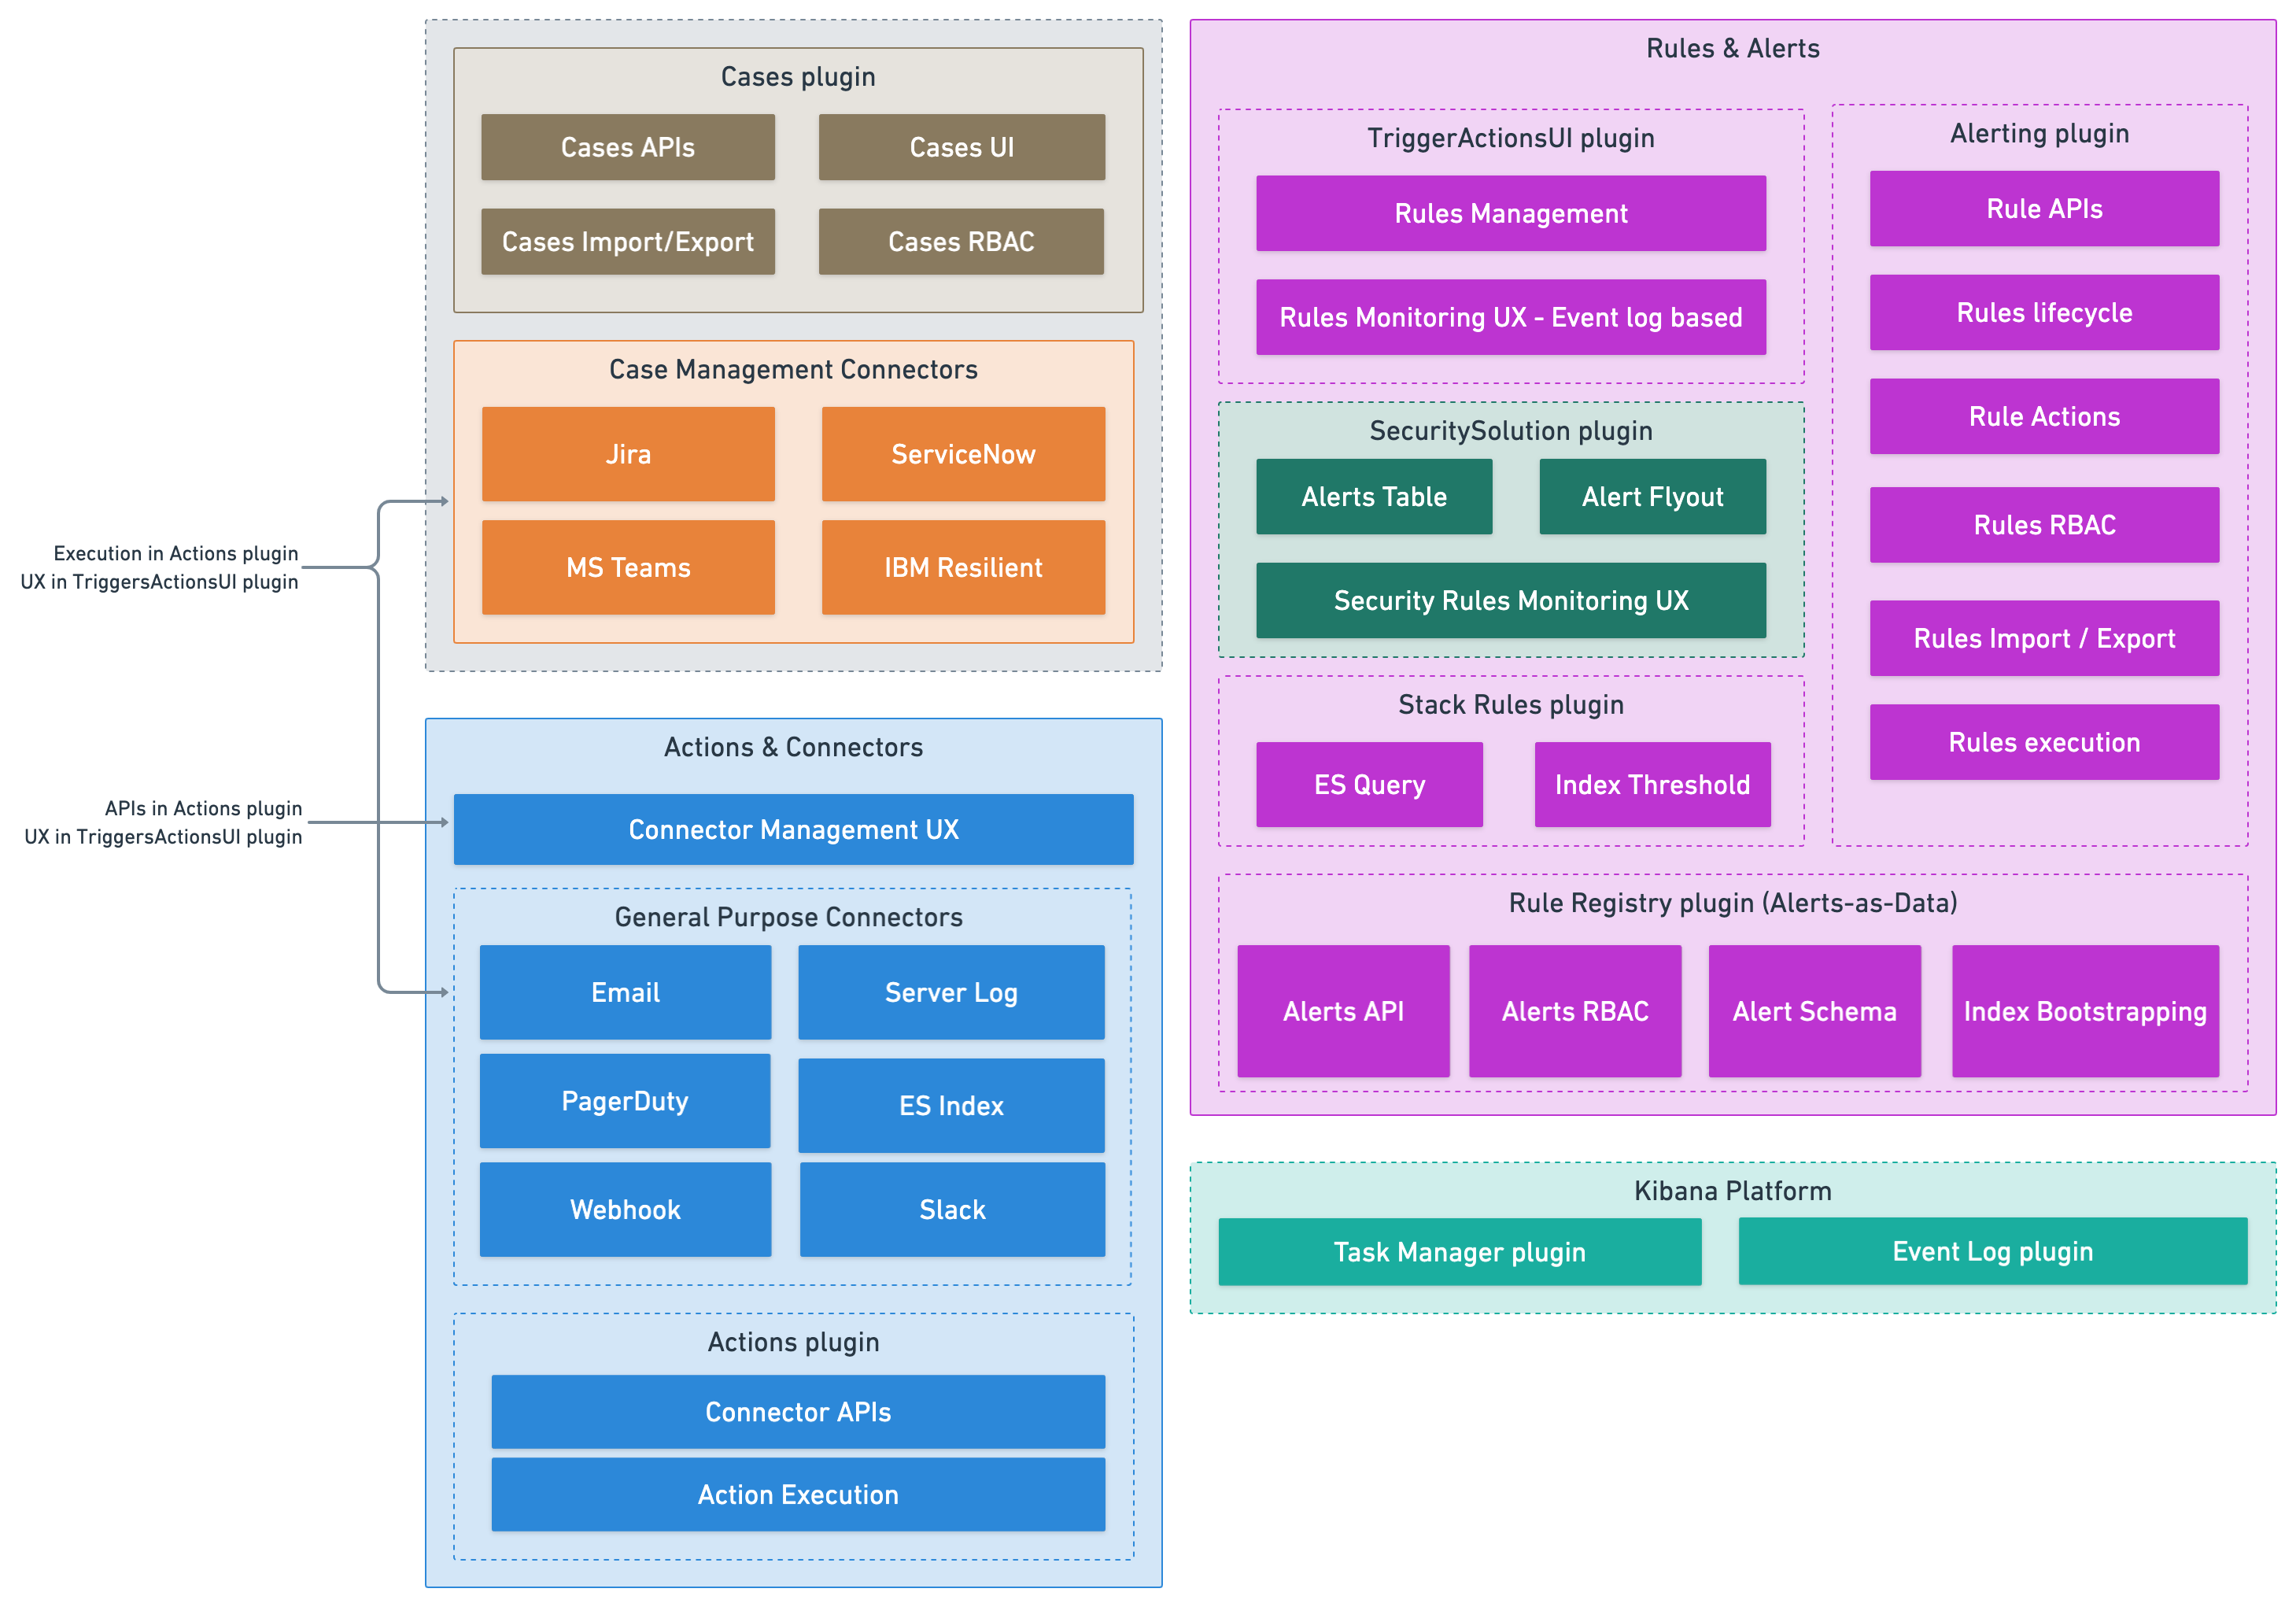 Cases plugin
Cases APIs
Cases UI
Cases Import/Export
Cases RBAC
Case Management Connectors
Jira
ServiceNow
MS Teams
IBM Resilient
Execution in Actions plugin
UX in TriggersActionsUI plugin
APIs in Actions plugin
UX in TriggersActionsUI plugin
Actions & Connectors
Connector Management UX
General Purpose Connectors
Email
Server Log
PagerDuty
ES Index
Webhook
Slack
Actions plugin
Connector APIs
Action Execution
Rules & Alerts
TriggerActionsUI plugin
Rules Management
Rules Monitoring UX - Event log based
SecuritySolution plugin
Alerts Table
Alert Flyout
Security Rules Monitoring UX
Stack Rules plugin
ES Query
Index Threshold
Alerting plugin
Rule APIs
Rules lifecycle
Rule Actions
Rules RBAC
Rules Import / Export
Rules execution
Rule Registry plugin (Alerts-as-Data)
Alerts API
Alerts RBAC
Alert Schema
Index Bootstrapping
Kibana Platform
Task Manager plugin
Event Log plugin